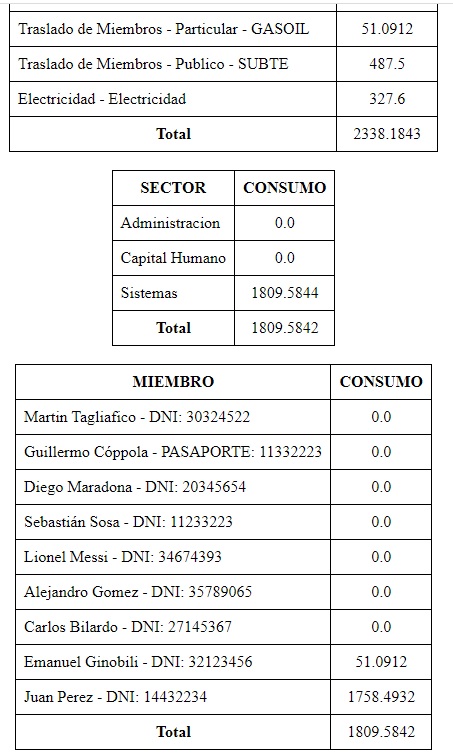 Traslado de Miembros - Particular - GASOIL 51.0912
Traslado de Miembros - Publico - SUBTE 487.5
Electricidad - Electricidad 327.6
Total 2338.1843
SECTOR CONSUMO
Administracion 0.0
Capital Humano 0.0
Sistemas 1809.5844
Total 1809.5842
MIEMBRO CONSUMO
Martin Tagliafico - DNI: 30324522 0.0
Guillermo Cóppola - PASAPORTE: 11332223 0.0
Diego Maradona - DNI: 20345654 0.0
Sebastián Sosa - DNI: 11233223 0.0
Lionel Messi - DNI: 34674393 0.0
Alejandro Gomez - DNI: 35789065 0.0
Carlos Bilardo - DNI: 27145367 0.0
Emanuel Ginobili - DNI: 32123456 51.0912
Juan Perez - DNI: 14432234 1758.4932
Total 1809.5842